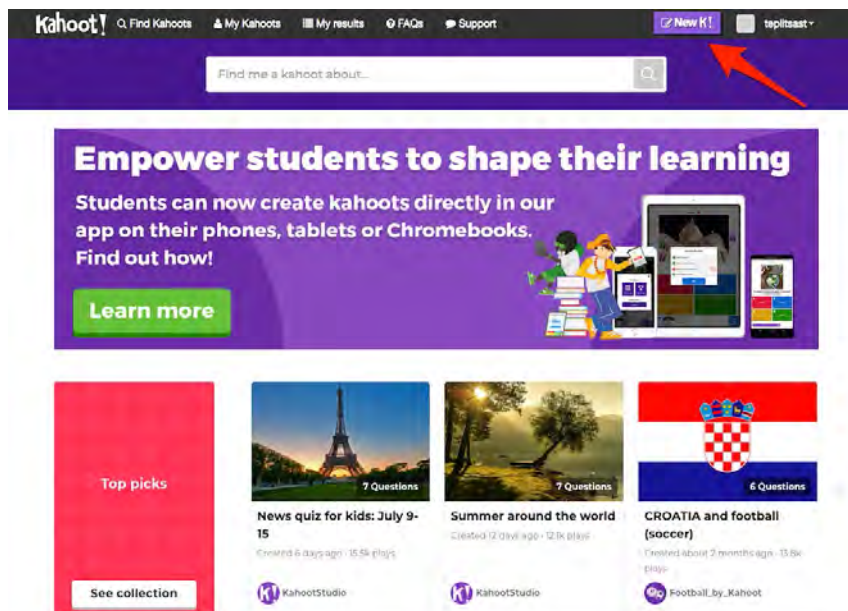 Kahoot!
Find Kahoots
My Kahoots
My results
FAQs
Support
New K!
teplitsast
Find me a kahoot about...
Empower students to shape their learning
Students can now create kahoots directly in our
app on their phones, tablets or Chromebooks.
Find out how!
Learn more
Top picks
See collection
7 Questions
News quiz for kids: July 9-
15
Created 6 days ago · 15.5k plays
K!
KahootStudio
7 Questions
Summer around the world
Created 12 days ago · 12.1k plays
K!
KahootStudio
6 Questions
CROATIA and football
(soccer)
Created about 2 months ago · 13.8k
plays
Football_by_Kahoot